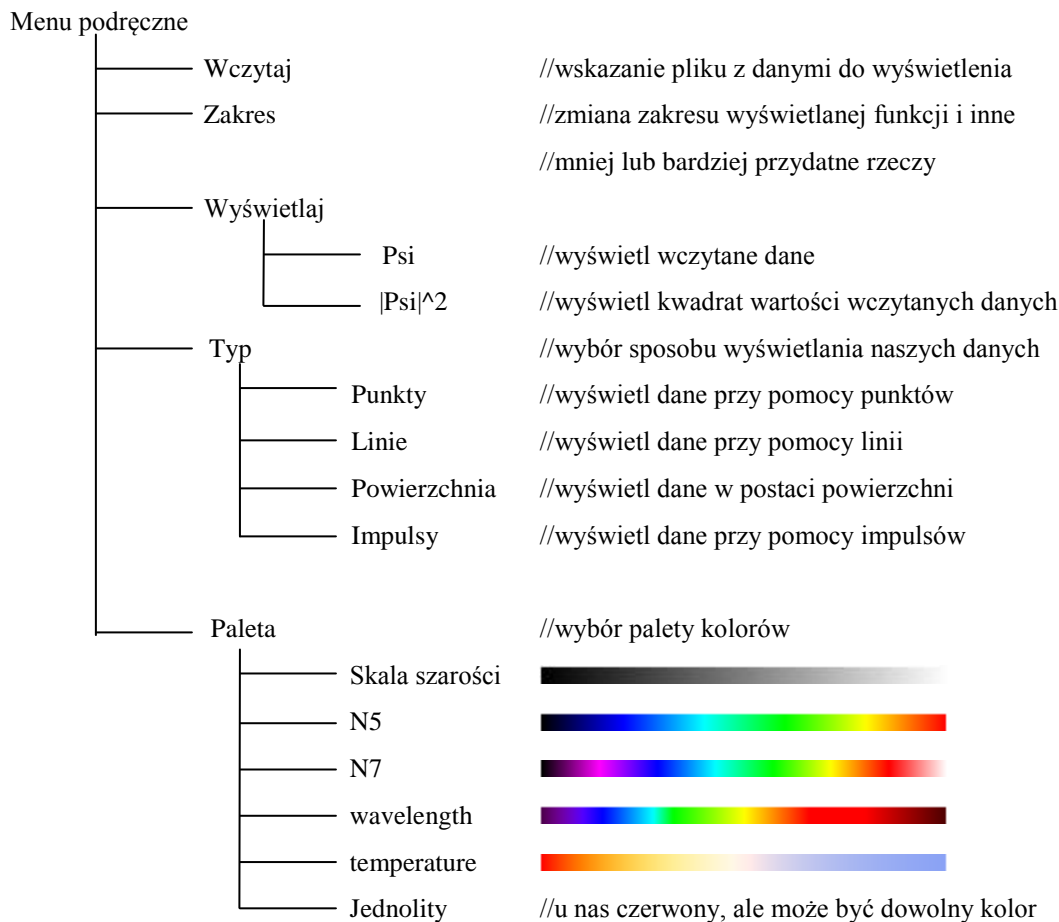 Menu podręczne
Wczytaj //wskazanie pliku z danymi do wyświetlenia
Zakres //zmiana zakresu wyświetlanej funkcji i inne
//mniej lub bardziej przydatne rzeczy
Wyświetlaj
Psi //wyświetl wczytane dane
|Psi|^2 //wyświetl kwadrat wartości wczytanych danych
Typ //wybór sposobu wyświetlania naszych danych
Punkty //wyświetl dane przy pomocy punktów
Linie //wyświetl dane przy pomocy linii
Powierzchnia //wyświetl dane w postaci powierzchni
Impulsy //wyświetl dane przy pomocy impulsów
Paleta //wybór palety kolorów
Skala szarości
N5
N7
wavelength
temperature
Jednolity //u nas czerwony, ale może być dowolny kolor